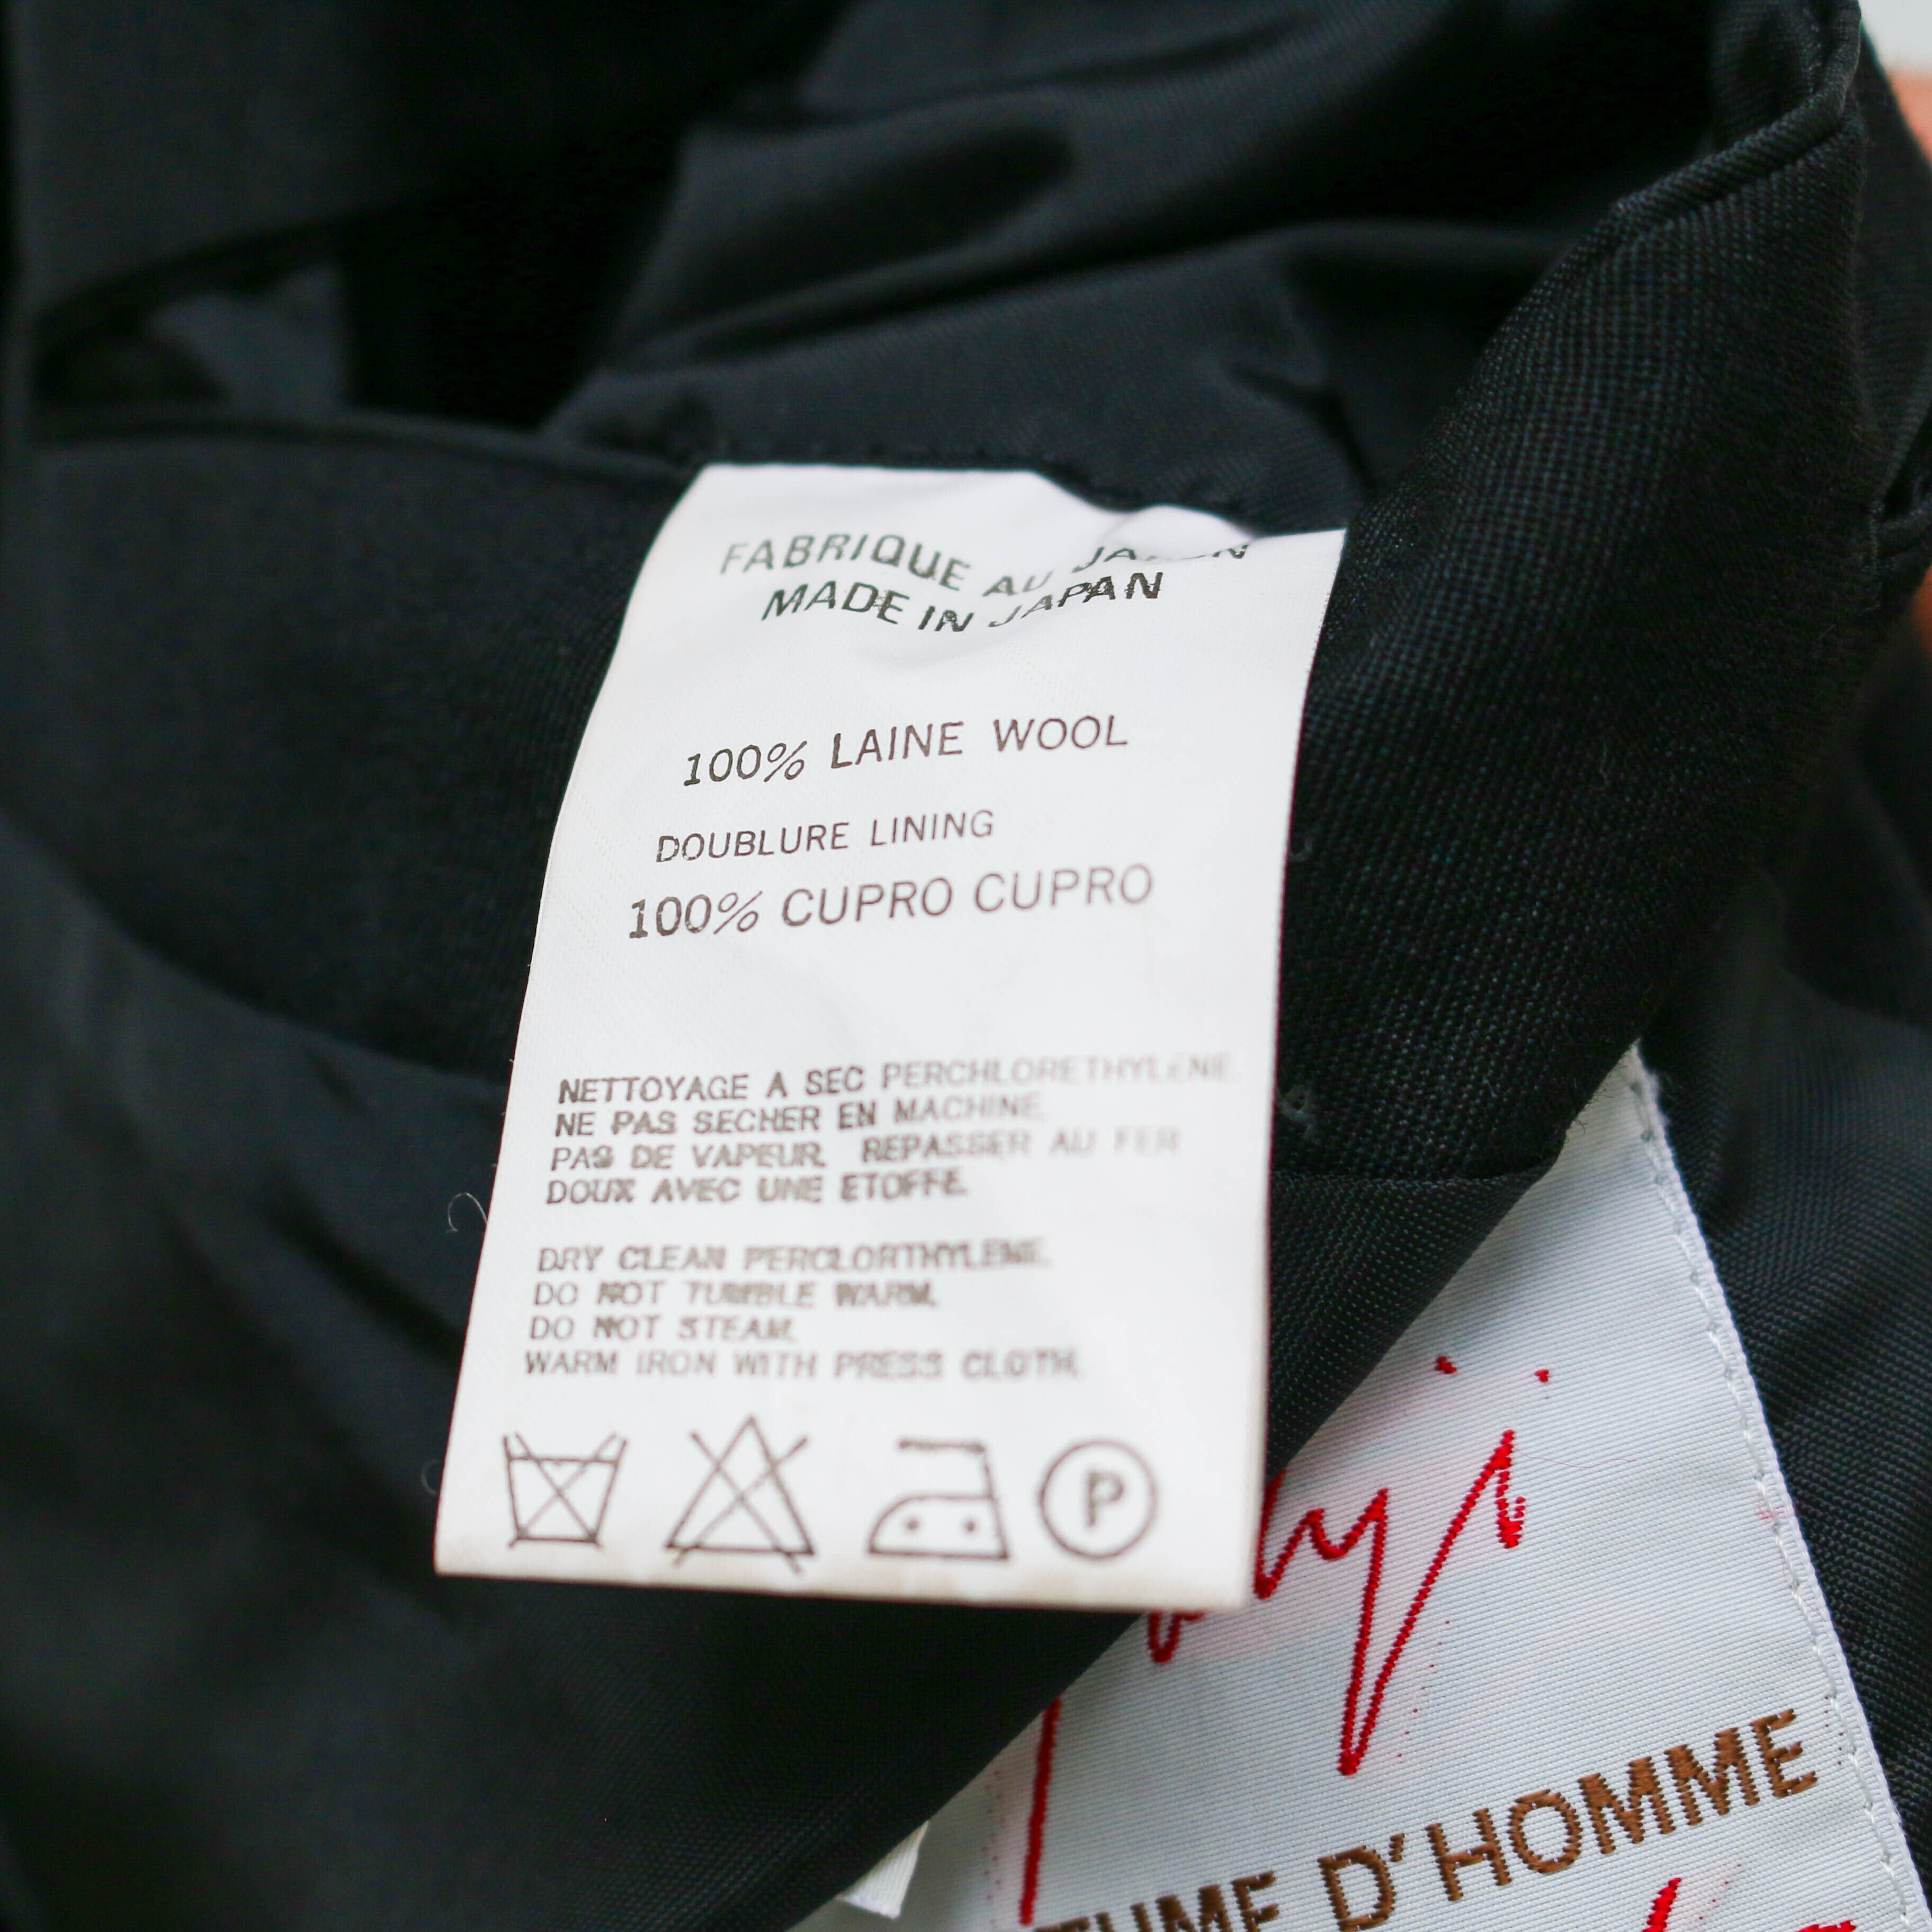 FABRIQUE AU JAPON
MADE IN JAPAN
100% LAINE WOOL
DOUBLURE LINING
100% CUPRO CUPRO
NETTOYAGE A SEC PERCHLORETHYLENE.
NE PAS SECHER EN MACHINE.
PAS DE VAPEUR. REPASSER AU FER
DOUX AVEC UNE ETOFFE.
DRY CLEAN PERCLORTHYLENE.
DO NOT TUMBLE WARM.
DO NOT STEAM.
WARM IRON WITH PRESS CLOTH.
P
D'HOMME